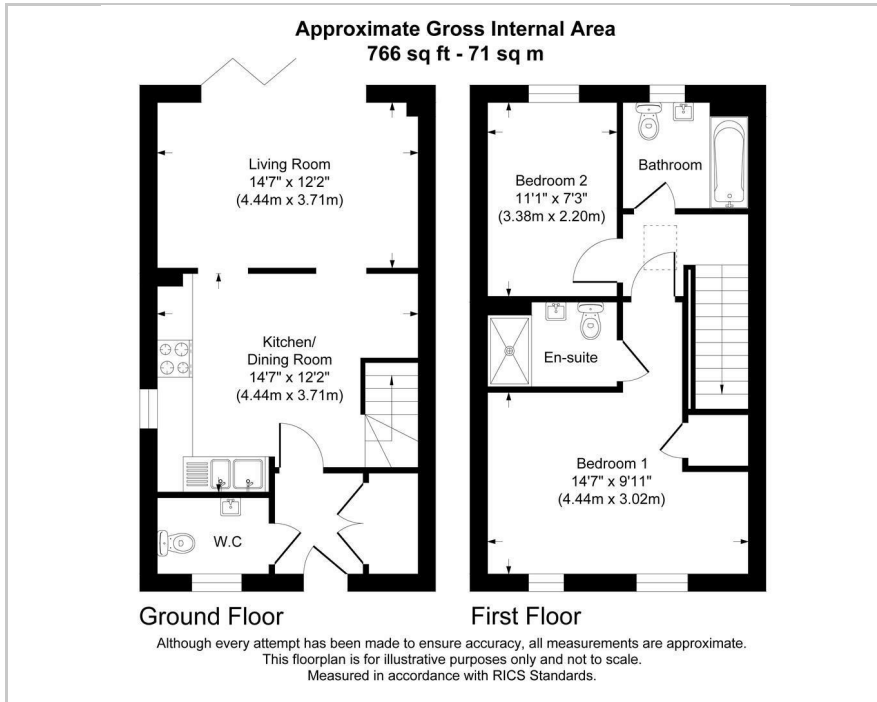 Approximate Gross Internal Area
766 sq ft - 71 sq m
Living Room
14'7" x 12'2"
(4.44m x 3.71m)
Kitchen/
Dining Room
14'7" x 12'2"
(4.44m x 3.71m)
W.C
Ground Floor
Bedroom 2
11'1" x 7'3"
(3.38m x 2.20m)
Bathroom
En-suite
Bedroom 1
14'7" x 9'11"
(4.44m x 3.02m)
First Floor
Although every attempt has been made to ensure accuracy, all measurements are approximate.
This floorplan is for illustrative purposes only and not to scale.
Measured in accordance with RICS Standards.